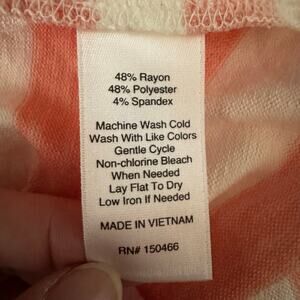 48% Rayon
48% Polyester
4% Spandex
Machine Wash Cold
Wash With Like Colors
Gentle Cycle
Non-chlorine Bleach
When Needed
Lay Flat To Dry
Low Iron If Needed
MADE IN VIETNAM
RN# 150466